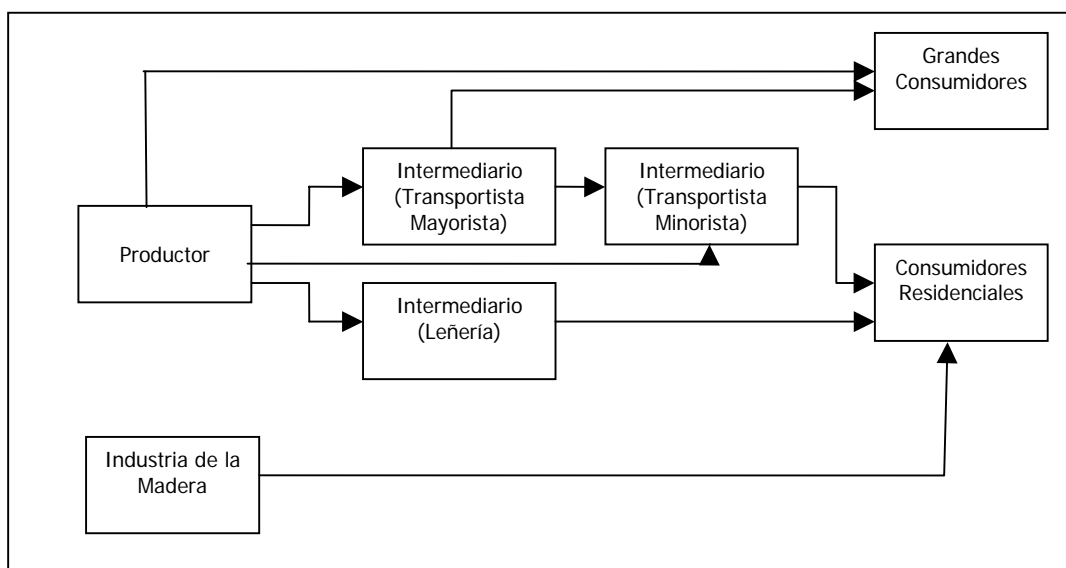 Grandes
Consumidores
Intermediario
(Transportista
Mayorista)
Intermediario
(Transportista
Minorista)
Productor
Consumidores
Residenciales
Intermediario
(Leñería)
Industria de la
Madera